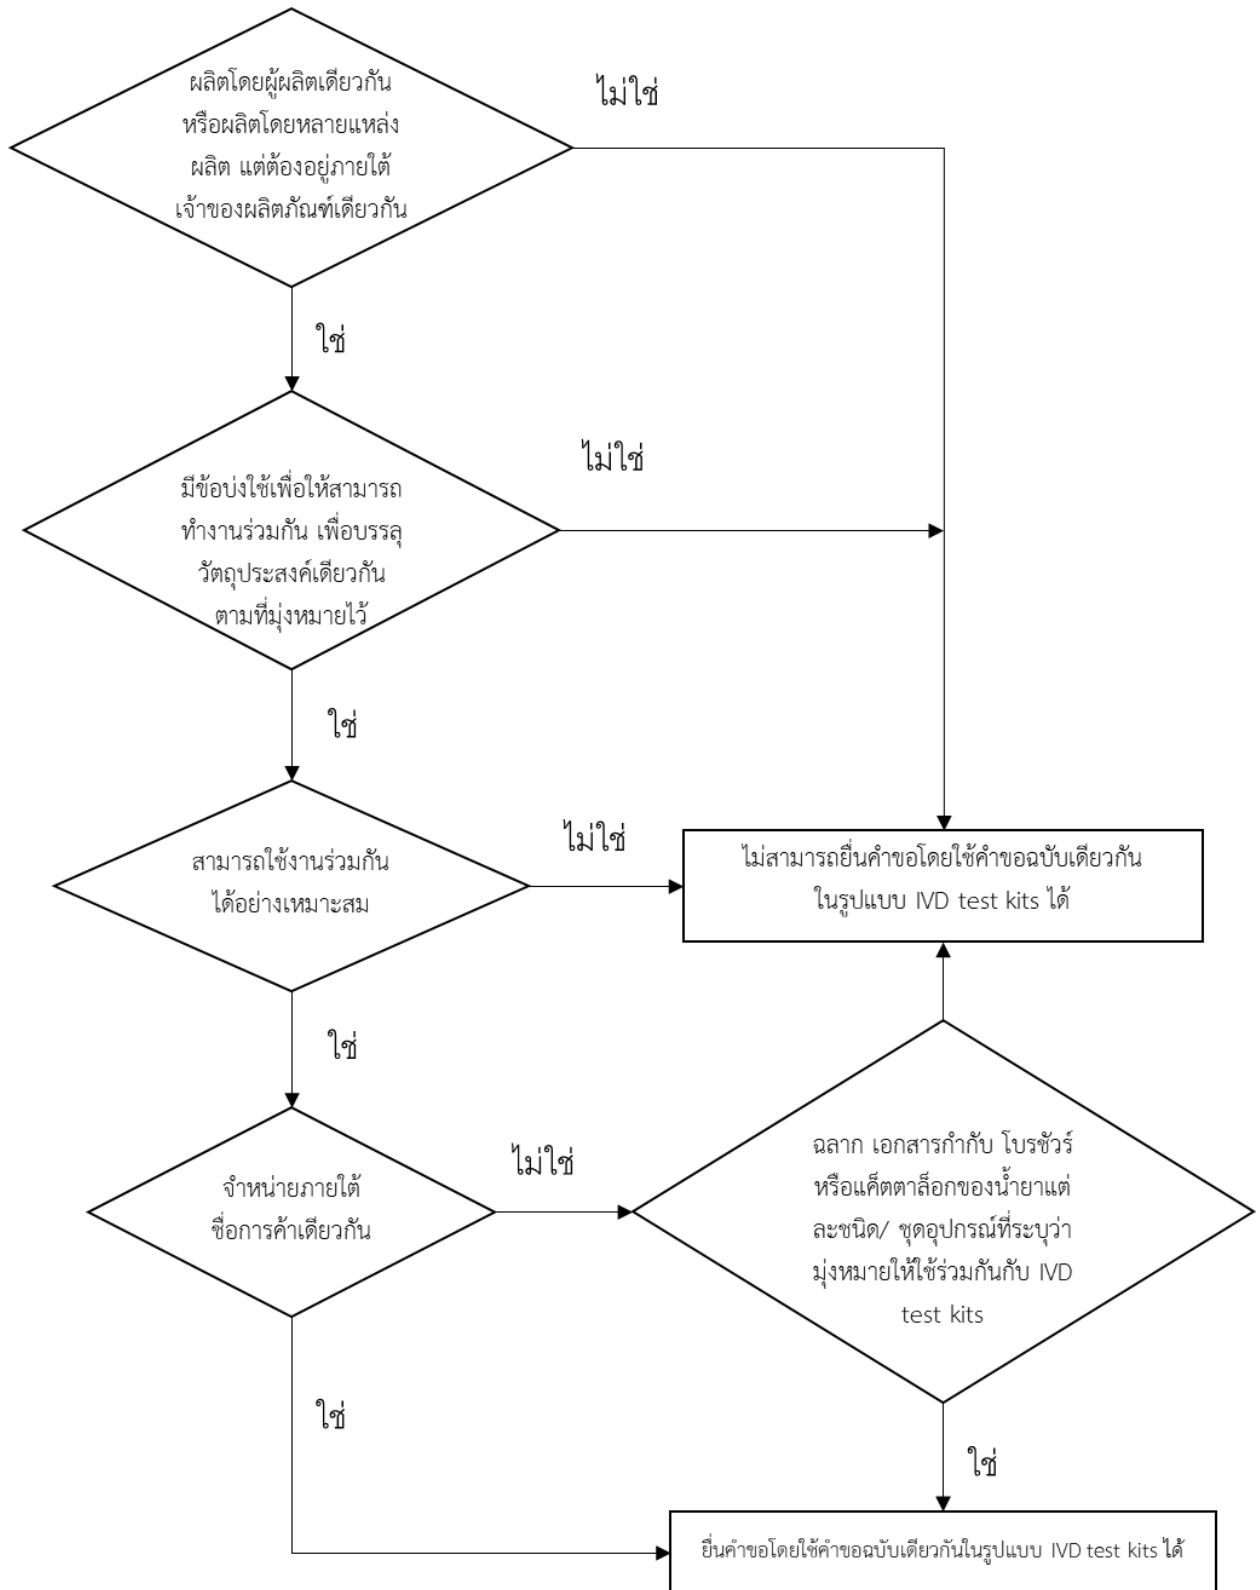 ผลิตโดยผู้ผลิตเดียวกัน
หรือผลิตโดยหลายแหล่ง
ผลิต แต่ต้องอยู่ภายใต้
เจ้าของผลิตภัณฑ์เดียวกัน
ไม่ใช่
ใช่
มีข้อบ่งใช้เพื่อให้สามารถ
ทำงานร่วมกัน เพื่อบรรลุ
วัตถุประสงค์เดียวกัน
ตามที่มุ่งหมายไว้
ไม่ใช่
ใช่
สามารถใช้งานร่วมกัน
ได้อย่างเหมาะสม
ไม่ใช่
ไม่สามารถยื่นคำขอโดยใช้คำขอฉบับเดียวกัน
ในรูปแบบ IVD test kits ได้
ใช่
จำหน่ายภายใต้
ชื่อการค้าเดียวกัน
ไม่ใช่
ฉลาก เอกสารกำกับ โบรชัวร์
หรือแค็ตตาล็อกของน้ำยาแต่
ละชนิด/ ชุดอุปกรณ์ที่ระบุว่า
มุ่งหมายให้ใช้ร่วมกันกับ IVD
test kits
ใช่
ใช่
ยื่นคำขอโดยใช้คำขอฉบับเดียวกันในรูปแบบ IVD test kits ได้